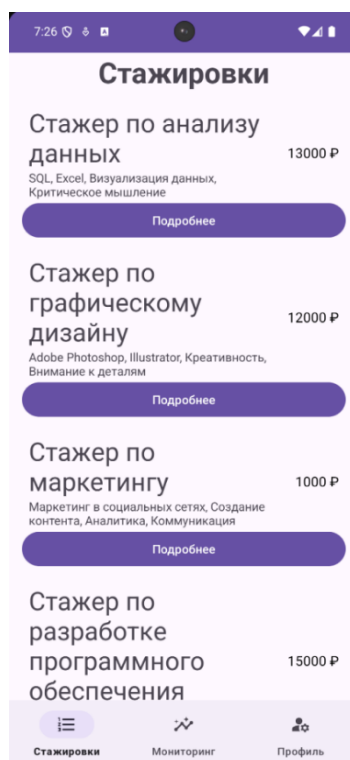 7:26
Стажировки
Стажер по анализу
данных
13000 ₽
SQL, Excel, Визуализация данных,
Критическое мышление
Подробнее
Стажер по
графическому
дизайну
12000 ₽
Adobe Photoshop, Illustrator, Креативность,
Внимание к деталям
Подробнее
Стажер по
маркетингу
1000 ₽
Маркетинг в социальных сетях, Создание
контента, Аналитика, Коммуникация
Подробнее
Стажер по
разработке
программного
обеспечения
15000 ₽
Стажировки
Мониторинг
Профиль